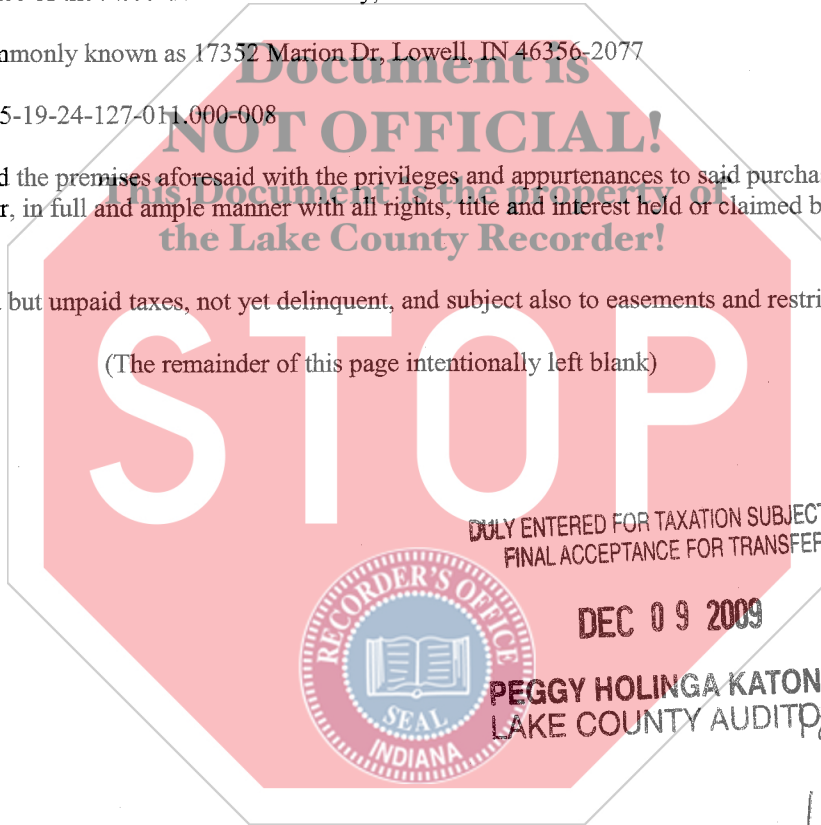 mmonly known as 17352 Marion Dr, Lowell, IN 46356-2077
Document is
5-19-24-127-011.000-008
NOT OFFICIAL!
d the premises aforesaid with the privileges and appurtenances to said purcha
This Document is the property of
r, in full and ample manner with all rights, title and interest held or claimed b
the Lake County Recorder!
but unpaid taxes, not yet delinquent, and subject also to easements and restri
STOP
(The remainder of this page intentionally left blank)
DULY ENTERED FOR TAXATION SUBJECT
FINAL ACCEPTANCE FOR TRANSFER
DEC 09 2009
RECORDER'S OFFICE
SEAL
INDIANA
PEGGY HOLINGA KATON
LAKE COUNTY AUDITO